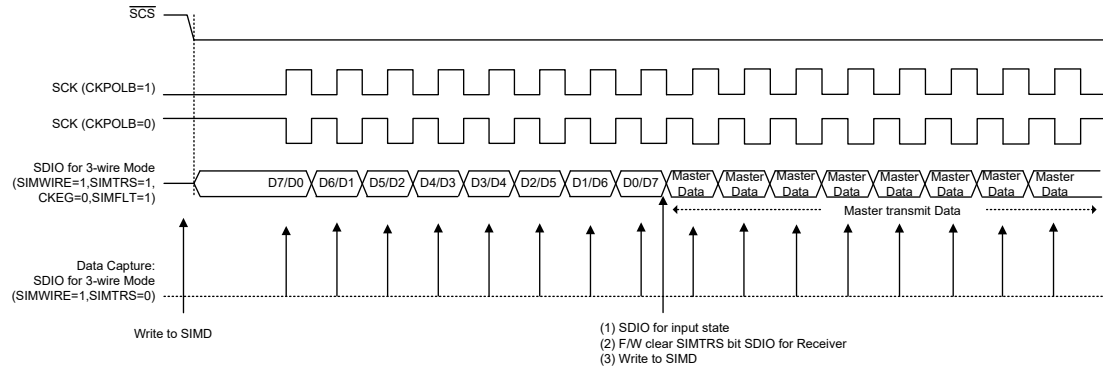 SCS
SCK (CKPOLB=1)
SCK (CKPOLB=0)
SDIO for 3-wire Mode
(SIMWIRE=1,SIMTRS=1,
CKEG=0,SIMFLT=1)
D7/D0 D6/D1 D5/D2 D4/D3 D3/D4 D2/D5 D1/D6 D0/D7
Master Master Master Master Master Master Master Master
Data Data Data Data Data Data Data Data
Master transmit Data
Data Capture:
SDIO for 3-wire Mode
(SIMWIRE=1,SIMTRS=0)
Write to SIMD
(1) SDIO for input state
(2) F/W clear SIMTRS bit SDIO for Receiver
(3) Write to SIMD